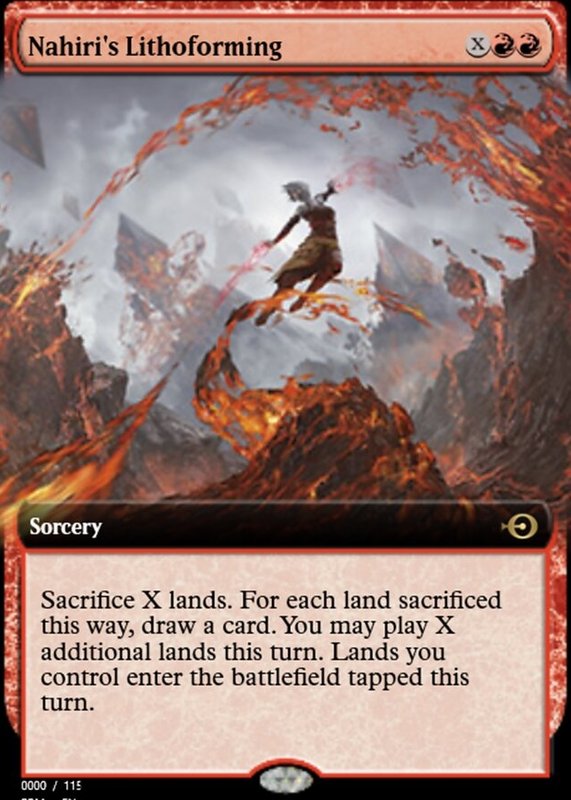 Nahiri's Lithoforming X
Sorcery
Sacrifice X lands. For each land sacrificed
this way, draw a card. You may play X
additional lands this turn. Lands you
control enter the battlefield tapped this
turn.
0000 / 115